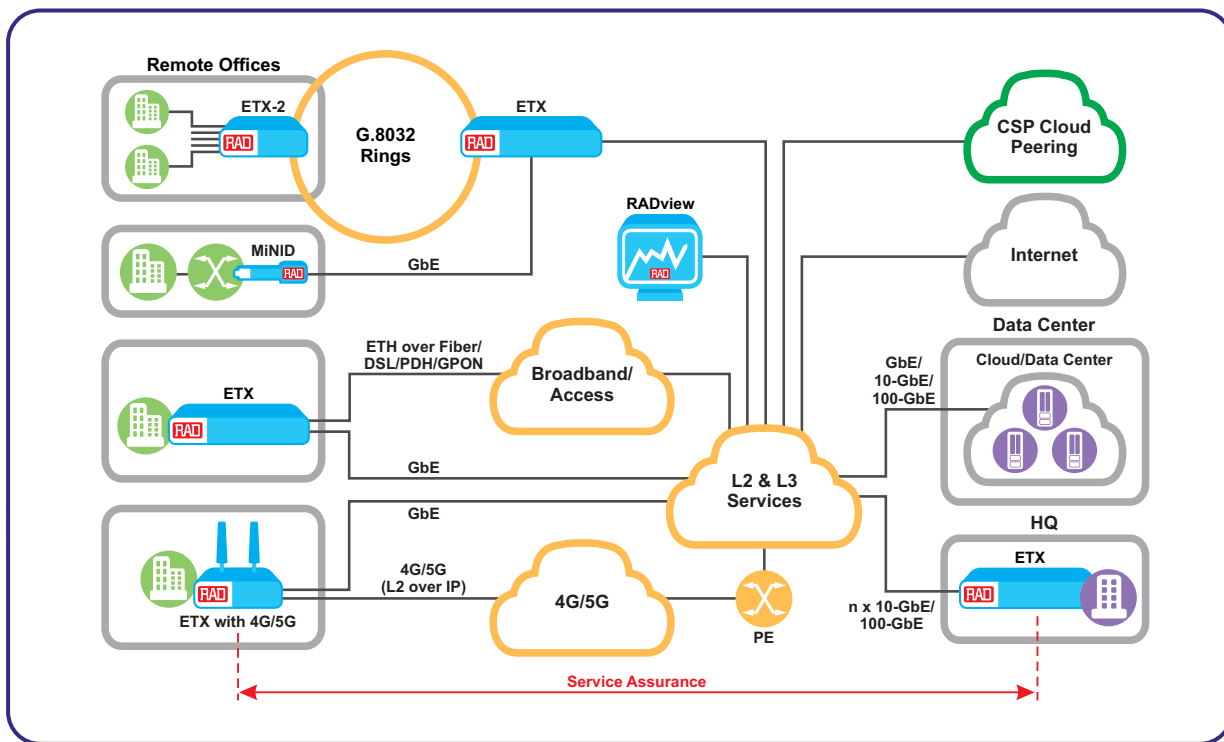 Remote Offices
ETX-2
RAD
G.8032
Rings
ETX
RAD
CSP Cloud
Peering
RADview
RAD
MiNID
RAD
GbE
Internet
Data Center
Cloud/Data Center
GbE/
10-GbE/
100-GbE
ETH over Fiber/
DSL/PDH/GPON
Broadband/
Access
ETX
RAD
GbE
L2 & L3
Services
GbE
HQ
ETX
RAD
n x 10-GbE/
100-GbE
4G/5G
(L2 over IP)
4G/5G
PE
RAD
ETX with 4G/5G
Service Assurance